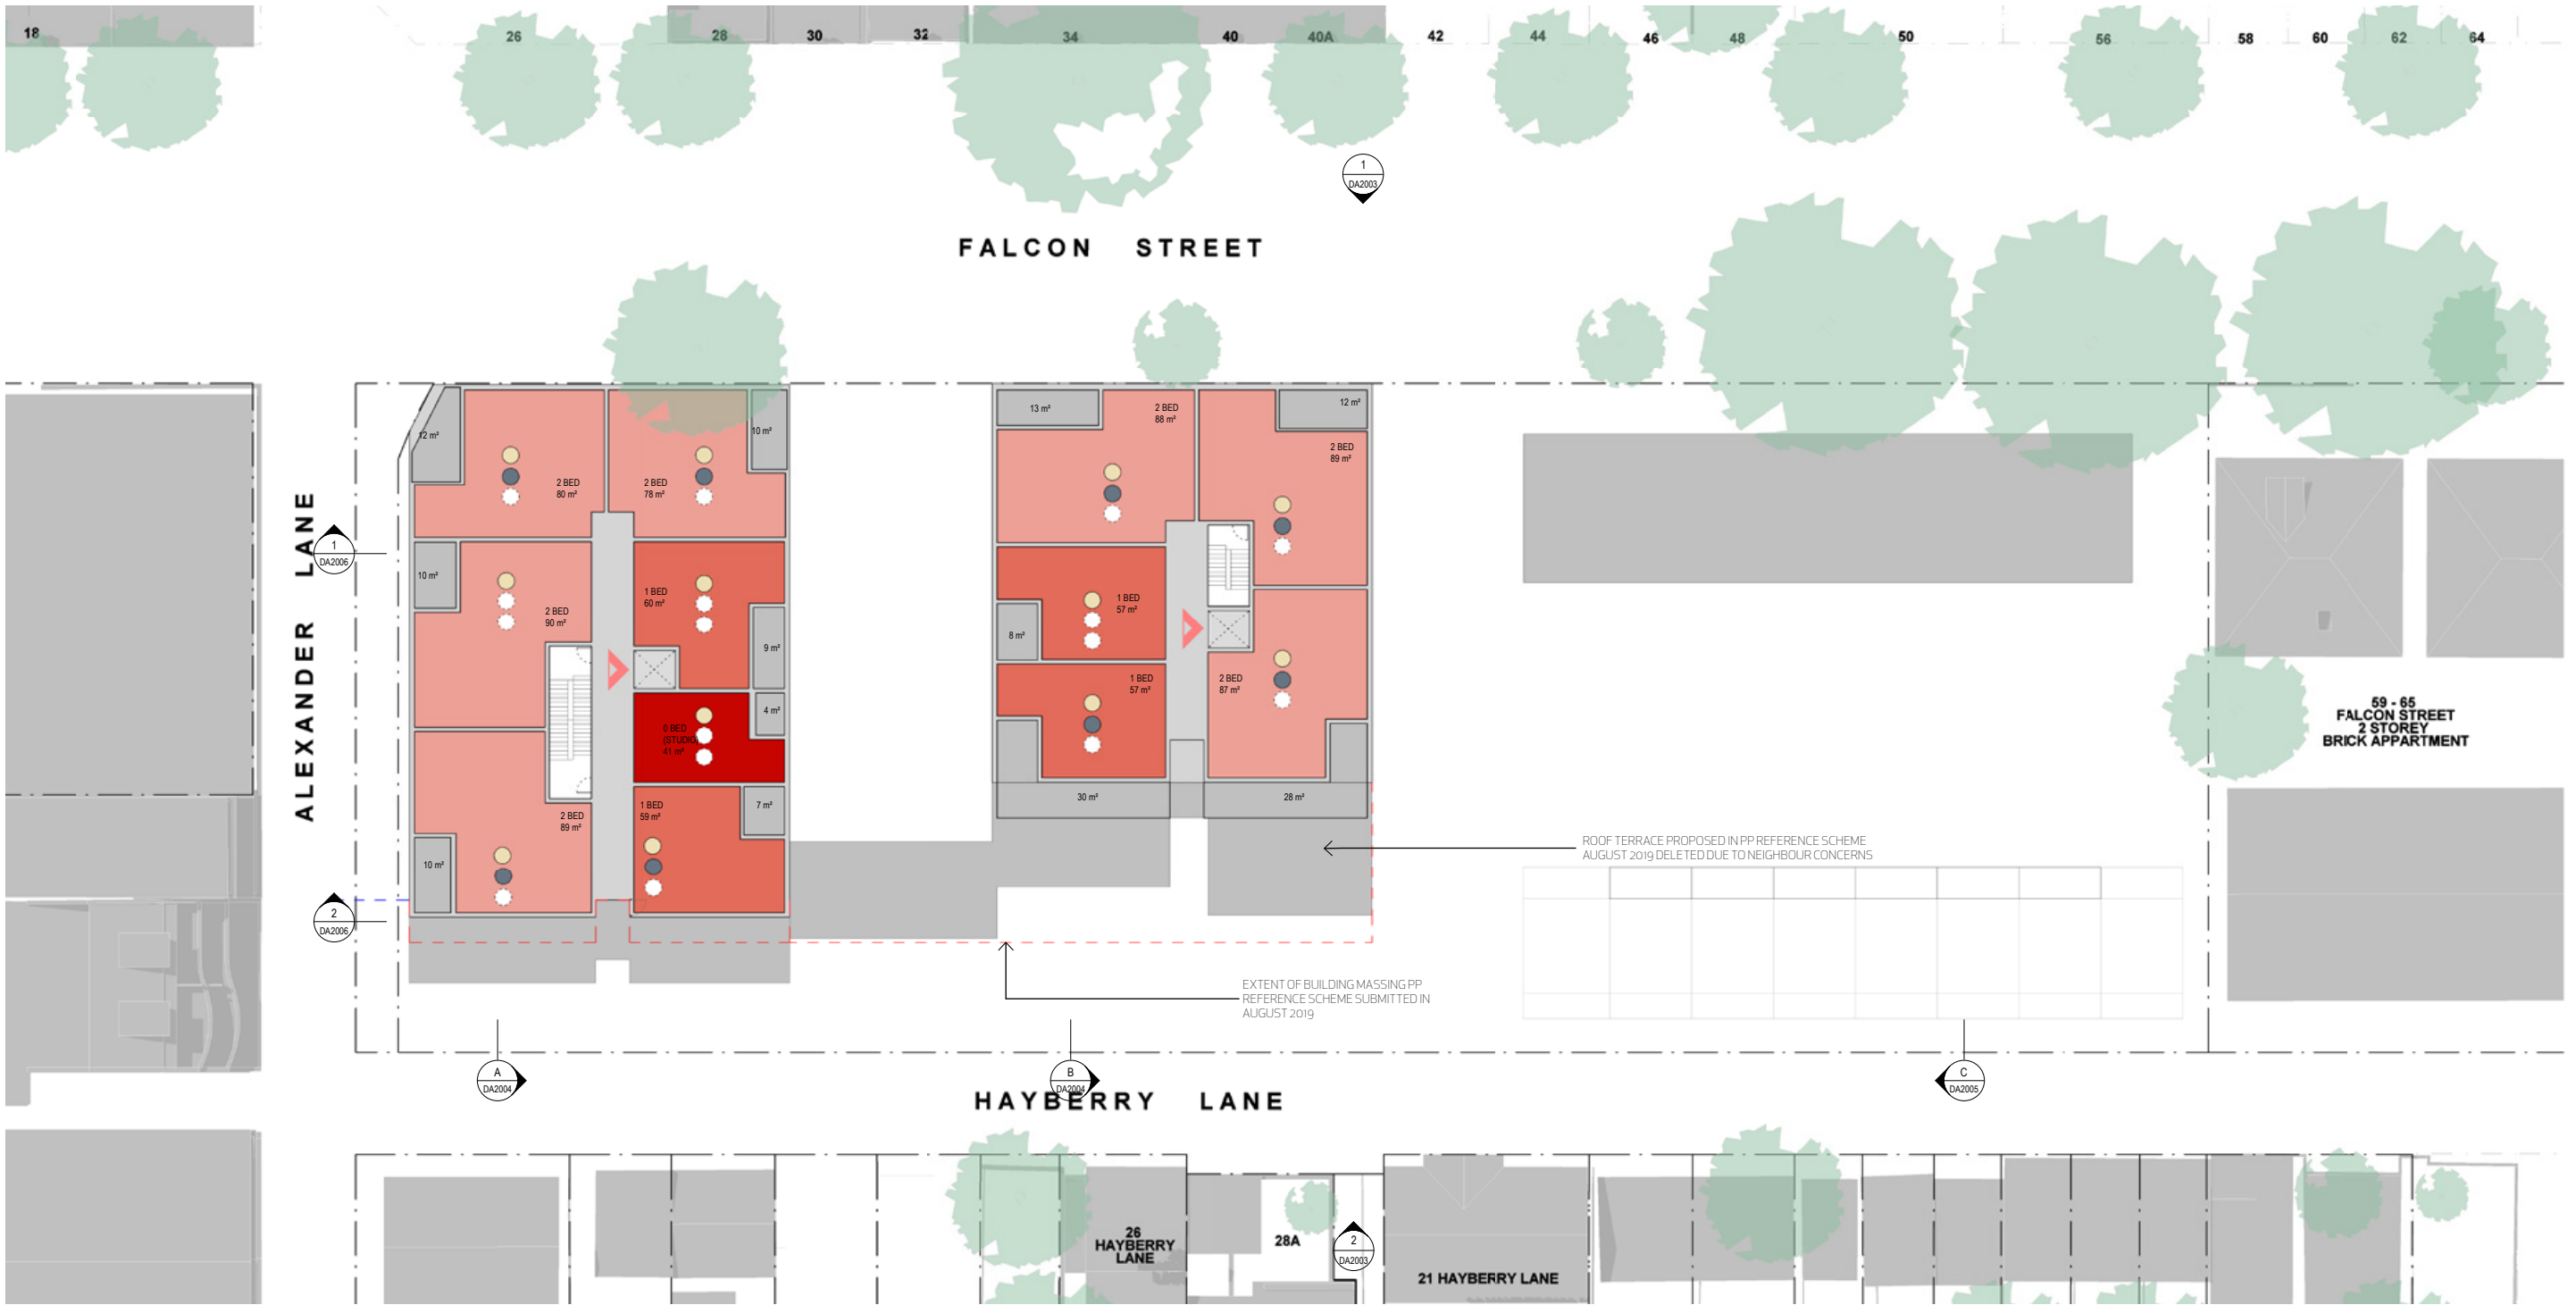 18
26
28
30
32
34
40
40A
42
44
46
48
50
56
58
60
62
64
1
DA2003
FALCON STREET
12 m²
2 BED
80 m²
2 BED
78 m²
10 m²
13 m²
2 BED
88 m²
12 m²
2 BED
89 m²
ALEXANDER LANE
1
DA2006
10 m²
2 BED
90 m²
1 BED
60 m²
9 m²
1 BED
57 m²
8 m²
4 m²
0 BED
(STUDIO)
41 m²
1 BED
57 m²
2 BED
87 m²
59 - 65
FALCON STREET
2 STOREY
BRICK APPARTMENT
2 BED
89 m²
1 BED
59 m²
7 m²
30 m²
28 m²
10 m²
ROOF TERRACE PROPOSED IN PP REFERENCE SCHEME
AUGUST 2019 DELETED DUE TO NEIGHBOUR CONCERNS
2
DA2006
EXTENT OF BUILDING MASSING PP
REFERENCE SCHEME SUBMITTED IN
AUGUST 2019
A
DA2004
B
DA2004
C
DA2005
HAYBERRY LANE
26
HAYBERRY
LANE
28A
2
DA2003
21 HAYBERRY LANE